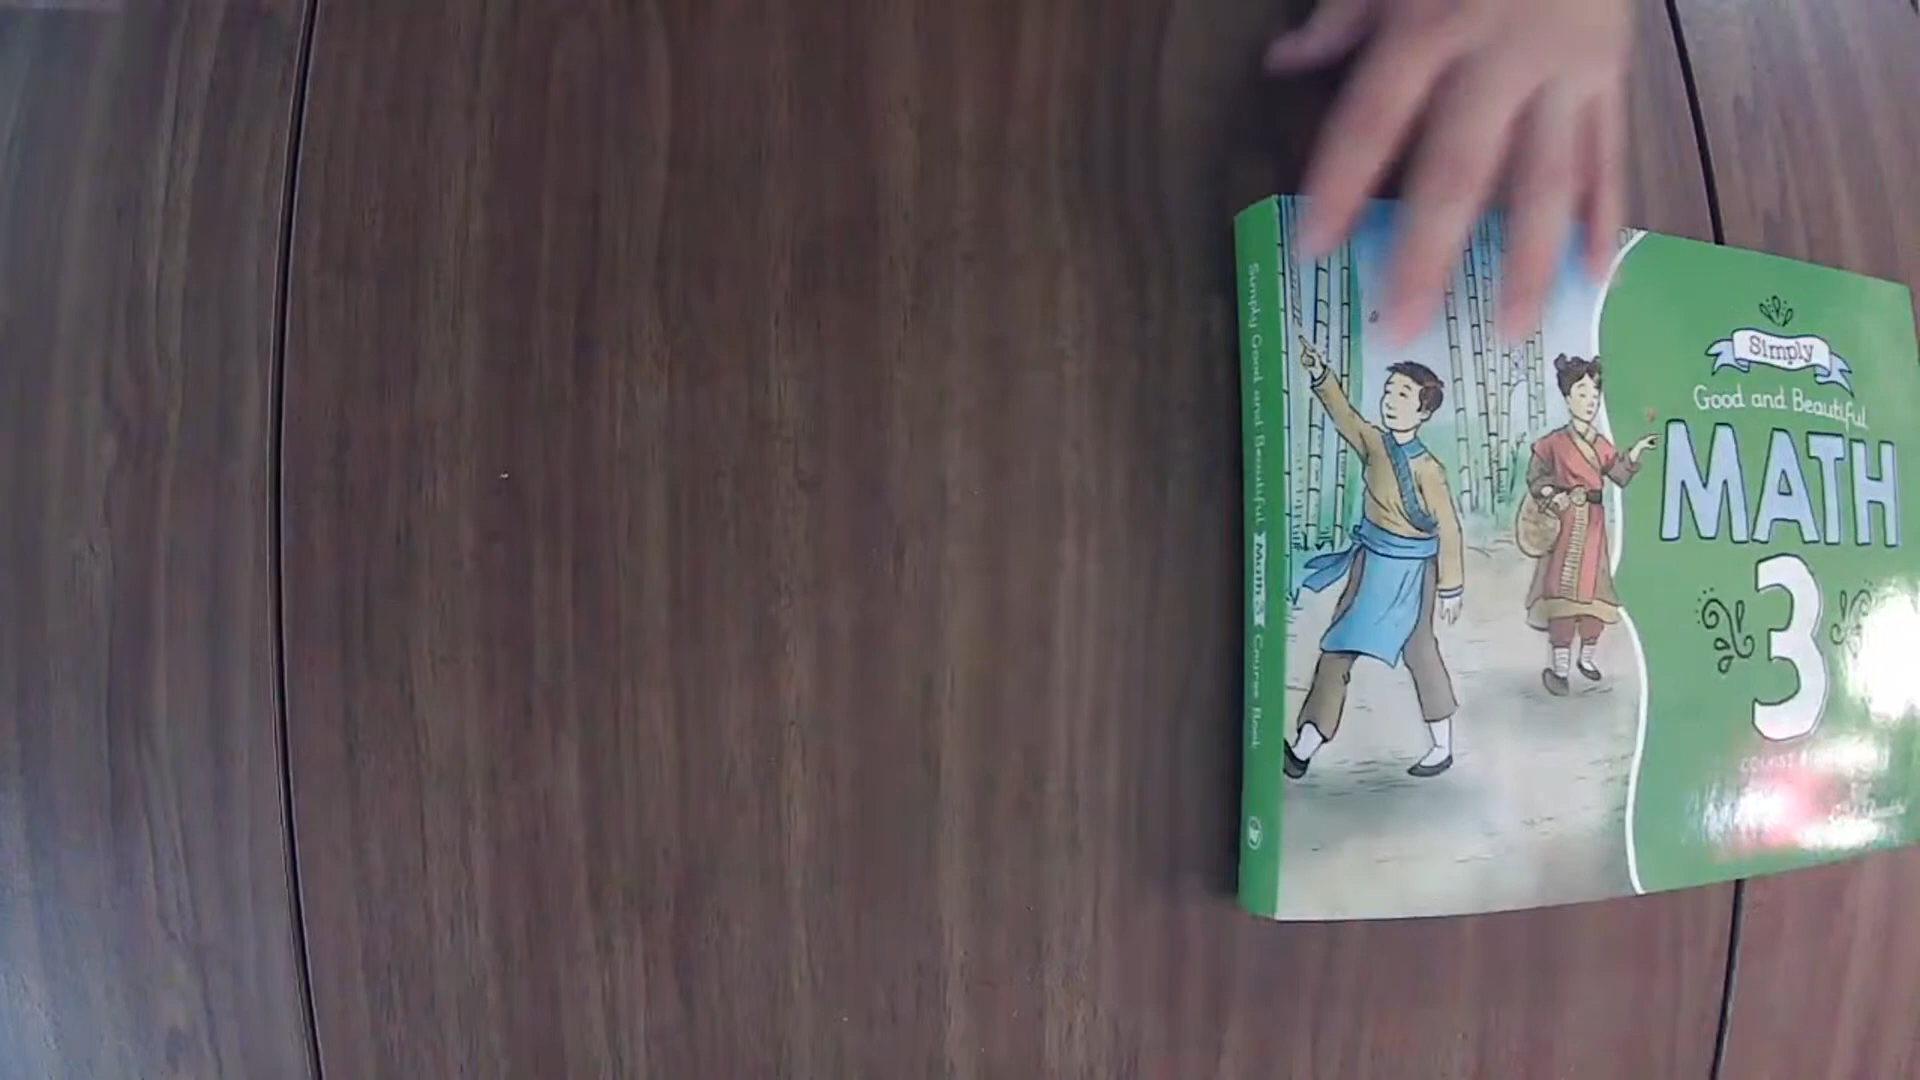 Simply Good and Beautiful Math 3 Course Book
Simply
Good and Beautiful
MATH
3